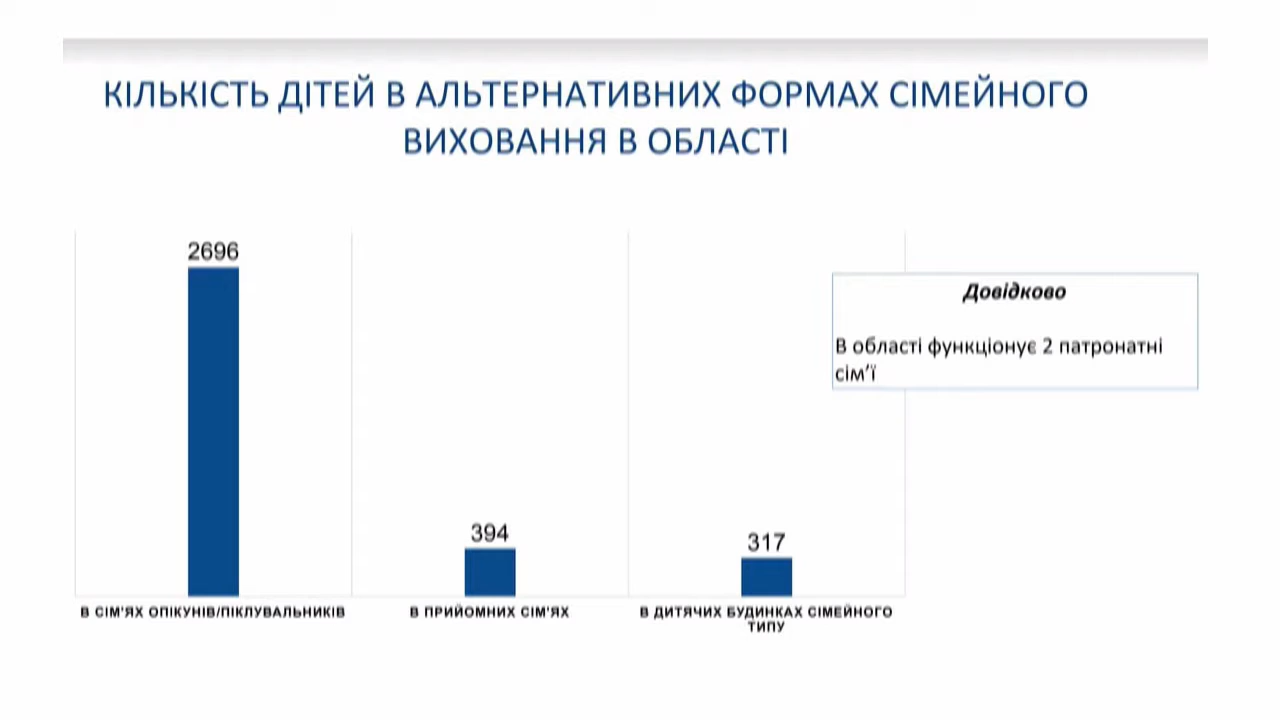 КІЛЬКІСТЬ ДІТЕЙ В АЛЬТЕРНАТИВНИХ ФОРМАХ СІМЕЙНОГО
ВИХОВАННЯ В ОБЛАСТІ
2696
394
317
Довідково
В області функціонує 2 патронатні
сім’ї
В СІМ'ЯХ ОПІКУНІВ/ПІКЛУВАЛЬНИКІВ
В ПРИЙОМНИХ СІМ'ЯХ
В ДИТЯЧИХ БУДИНКАХ СІМЕЙНОГО
ТИПУ